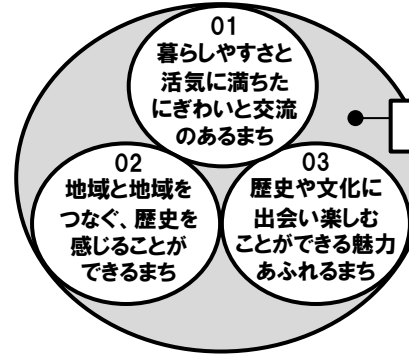 01
暮らしやすさと
活気に満ちた
にぎわいと交流
のあるまち
02
地域と地域を
つなぐ、歴史を
感じることが
できるまち
03
歴史や文化に
出会い楽しむ
ことができる魅力
あふれるまち